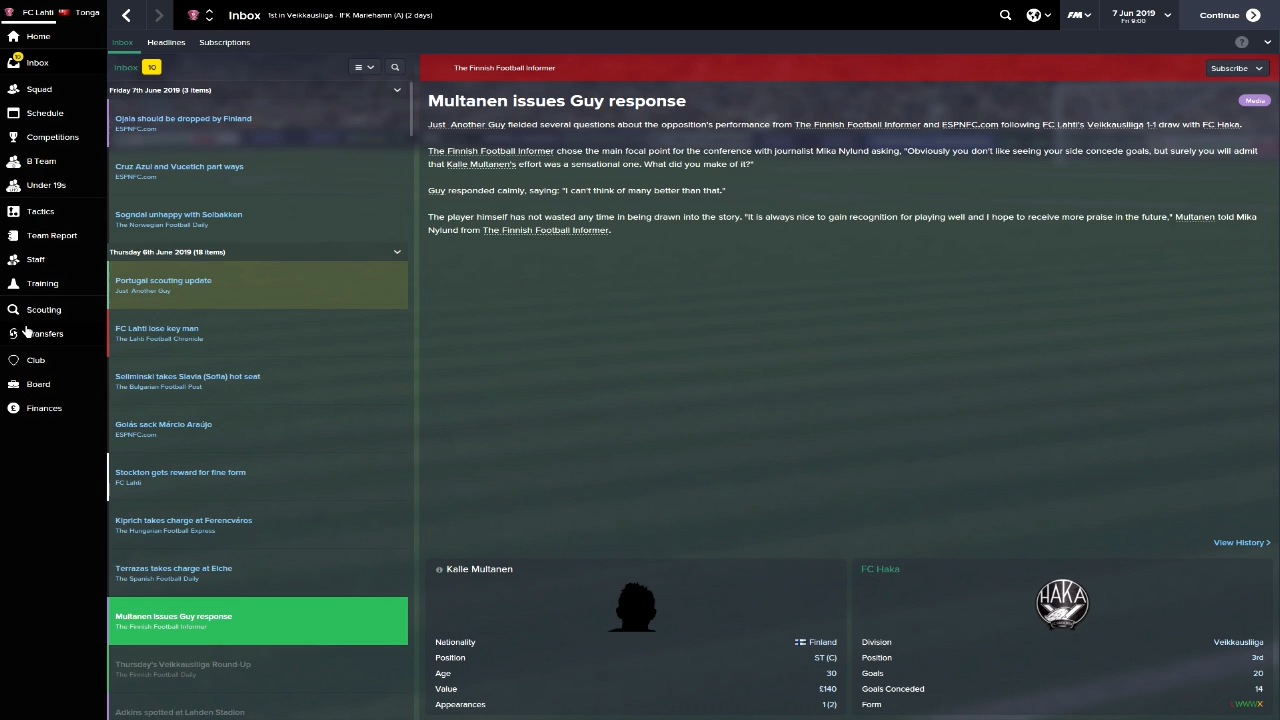 FC Lahti Tonga
Inbox 1st in Veikkausliiga - IFK Mariehamn (A) (2 days)
FM
7 Jun 2019
Fri 9:00
Continue
Home
10
Inbox
Squad
Schedule
Competitions
B Team
Under 19s
Tactics
Team Report
Staff
Training
Scouting
Transfers
Club
Board
Finances
Inbox Headlines Subscriptions
Inbox 10
Friday 7th June 2019 (3 items)
Ojala should be dropped by Finland
ESPNFC.com
Cruz Azul and Vucetich part ways
ESPNFC.com
Sogndal unhappy with Solbakken
The Norwegian Football Daily
Thursday 6th June 2019 (18 items)
Portugal scouting update
Just Another Guy
FC Lahti lose key man
The Lahti Football Chronicle
Seliminski takes Slavia (Sofia) hot seat
The Bulgarian Football Post
Goiás sack Márcio Araújo
ESPNFC.com
Stockton gets reward for fine form
FC Lahti
Kiprich takes charge at Ferencváros
The Hungarian Football Express
Terrazas takes charge at Elche
The Spanish Football Daily
Multanen issues Guy response
The Finnish Football Informer
Thursday's Veikkausliiga Round-Up
The Finnish Football Daily
Adkins spotted at Lahden Stadion
The Finnish Football Informer
Subscribe
Multanen issues Guy response
Media
Just Another Guy fielded several questions about the opposition's performance from The Finnish Football Informer and ESPNFC.com following FC Lahti's Veikkausliiga 1-1 draw with FC Haka.
The Finnish Football Informer chose the main focal point for the conference with journalist Mika Nylund asking, "Obviously you don't like seeing your side concede goals, but surely you will admit
that Kalle Multanen's effort was a sensational one. What did you make of it?"
Guy responded calmly, saying: "I can't think of many better than that."
The player himself has not wasted any time in being drawn into the story. "It is always nice to gain recognition for playing well and I hope to receive more praise in the future," Multanen told Mika
Nylund from The Finnish Football Informer.
View History >
Kalle Multanen
Nationality Finland
Position ST (C)
Age 30
Value £140
Appearances 1 (2)
FC Haka
HAKA
Division Veikkausliiga
Position 3rd
Goals 20
Goals Conceded 14
Form LWWWX